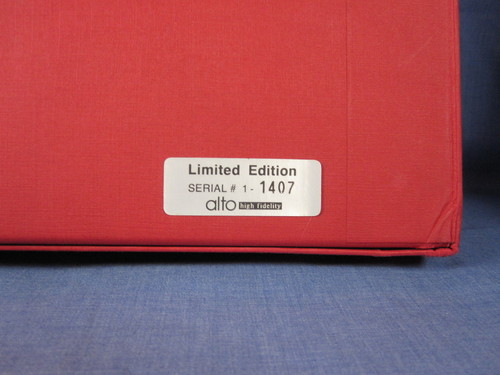 Limited Edition
SERIAL # 1 - 1407
alto high fidelity